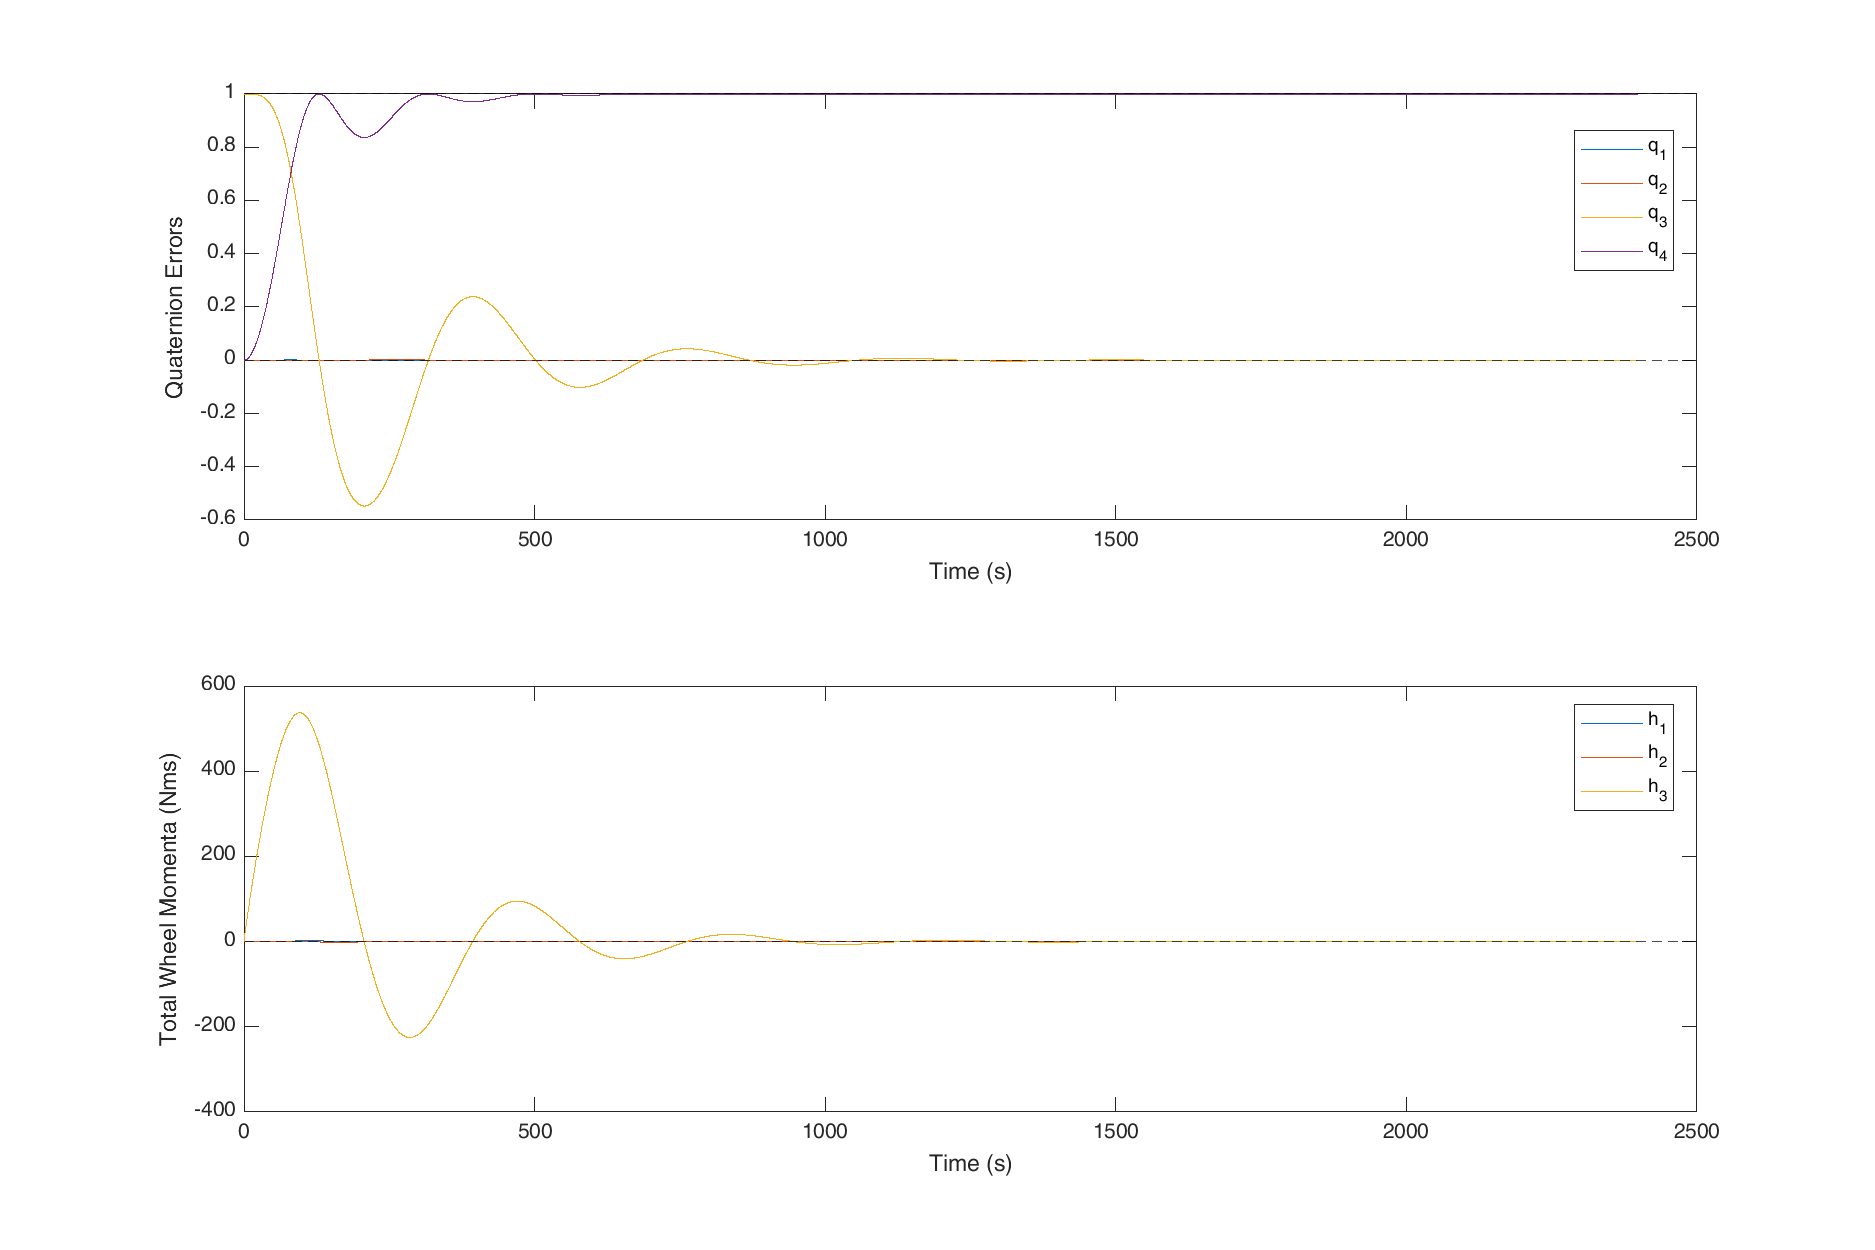 1
0.8
0.6
0.4
0.2
0
-0.2
-0.4
-0.6
Quaternion Errors
0 500 1000 1500 2000 2500
Time (s)
q1
q2
q3
q4
600
400
200
0
-200
-400
Total Wheel Momenta (Nms)
0 500 1000 1500 2000 2500
Time (s)
h1
h2
h3